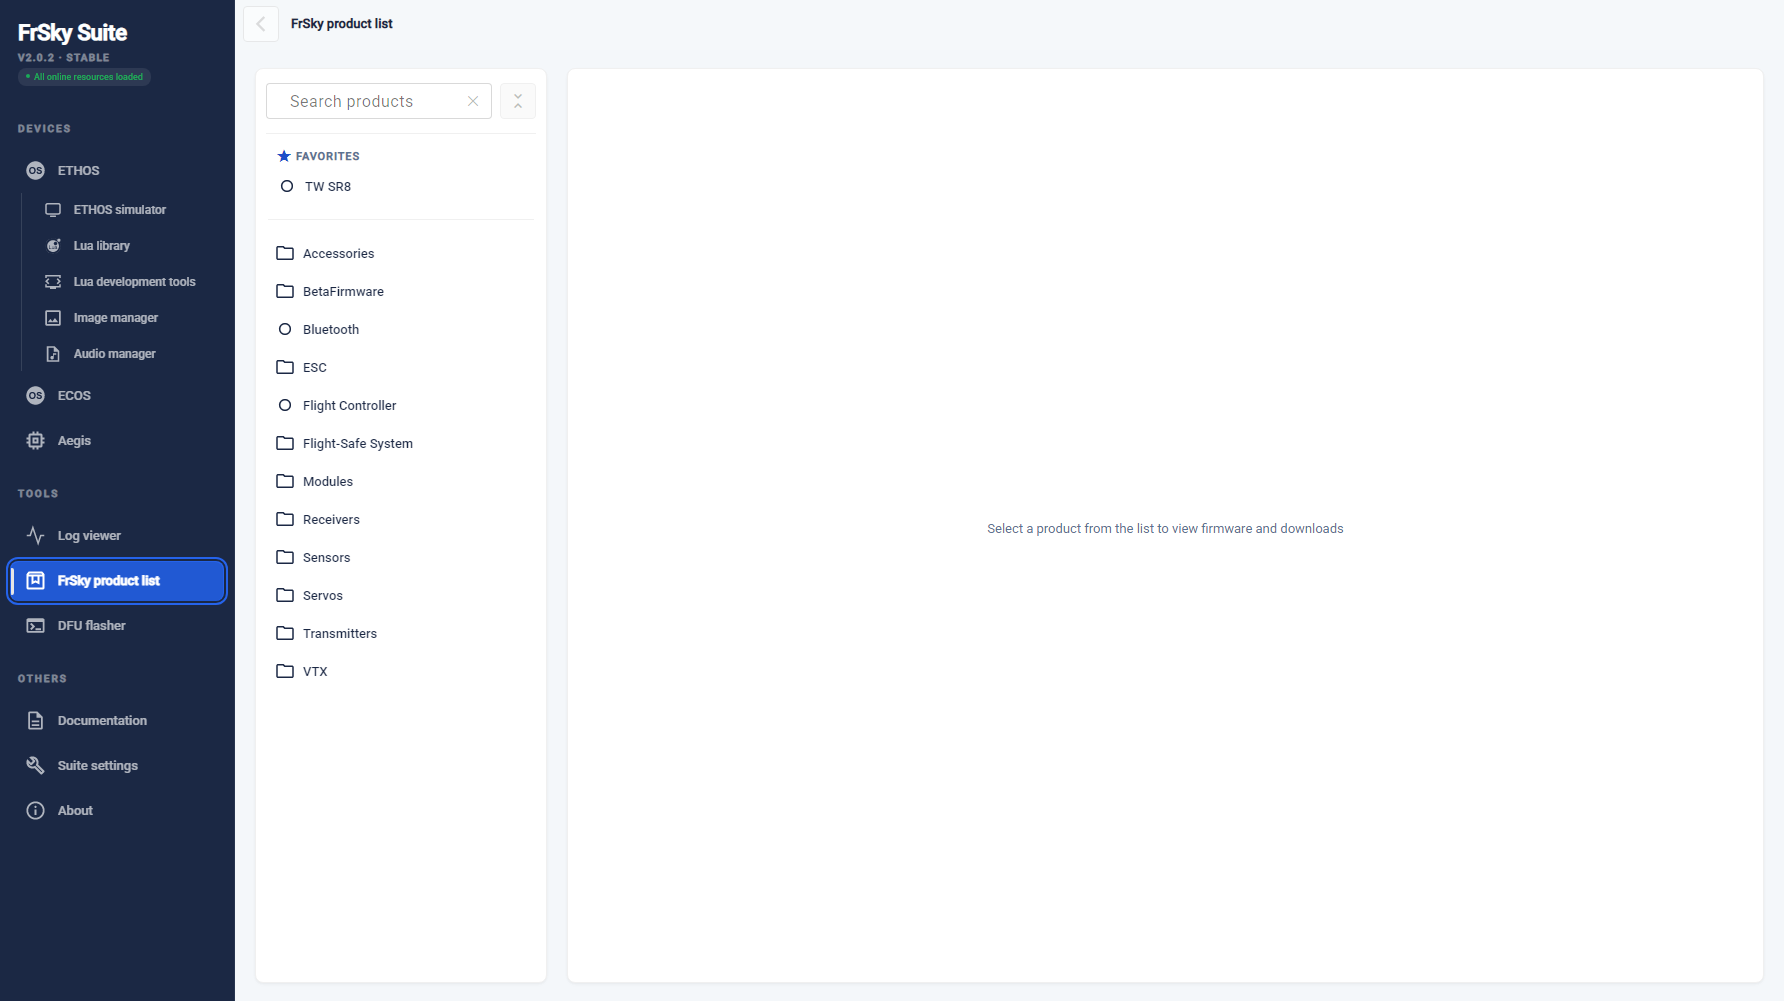 FrSky Suite
V2.0.2 · STABLE
All online resources loaded
DEVICES
OS ETHOS
ETHOS simulator
Lua library
Lua development tools
Image manager
Audio manager
OS ECOS
Aegis
TOOLS
Log viewer
FrSky product list
DFU flasher
OTHERS
Documentation
Suite settings
About
FrSky product list
Search products
FAVORITES
TW SR8
Accessories
BetaFirmware
Bluetooth
ESC
Flight Controller
Flight-Safe System
Modules
Receivers
Sensors
Servos
Transmitters
VTX
Select a product from the list to view firmware and downloads